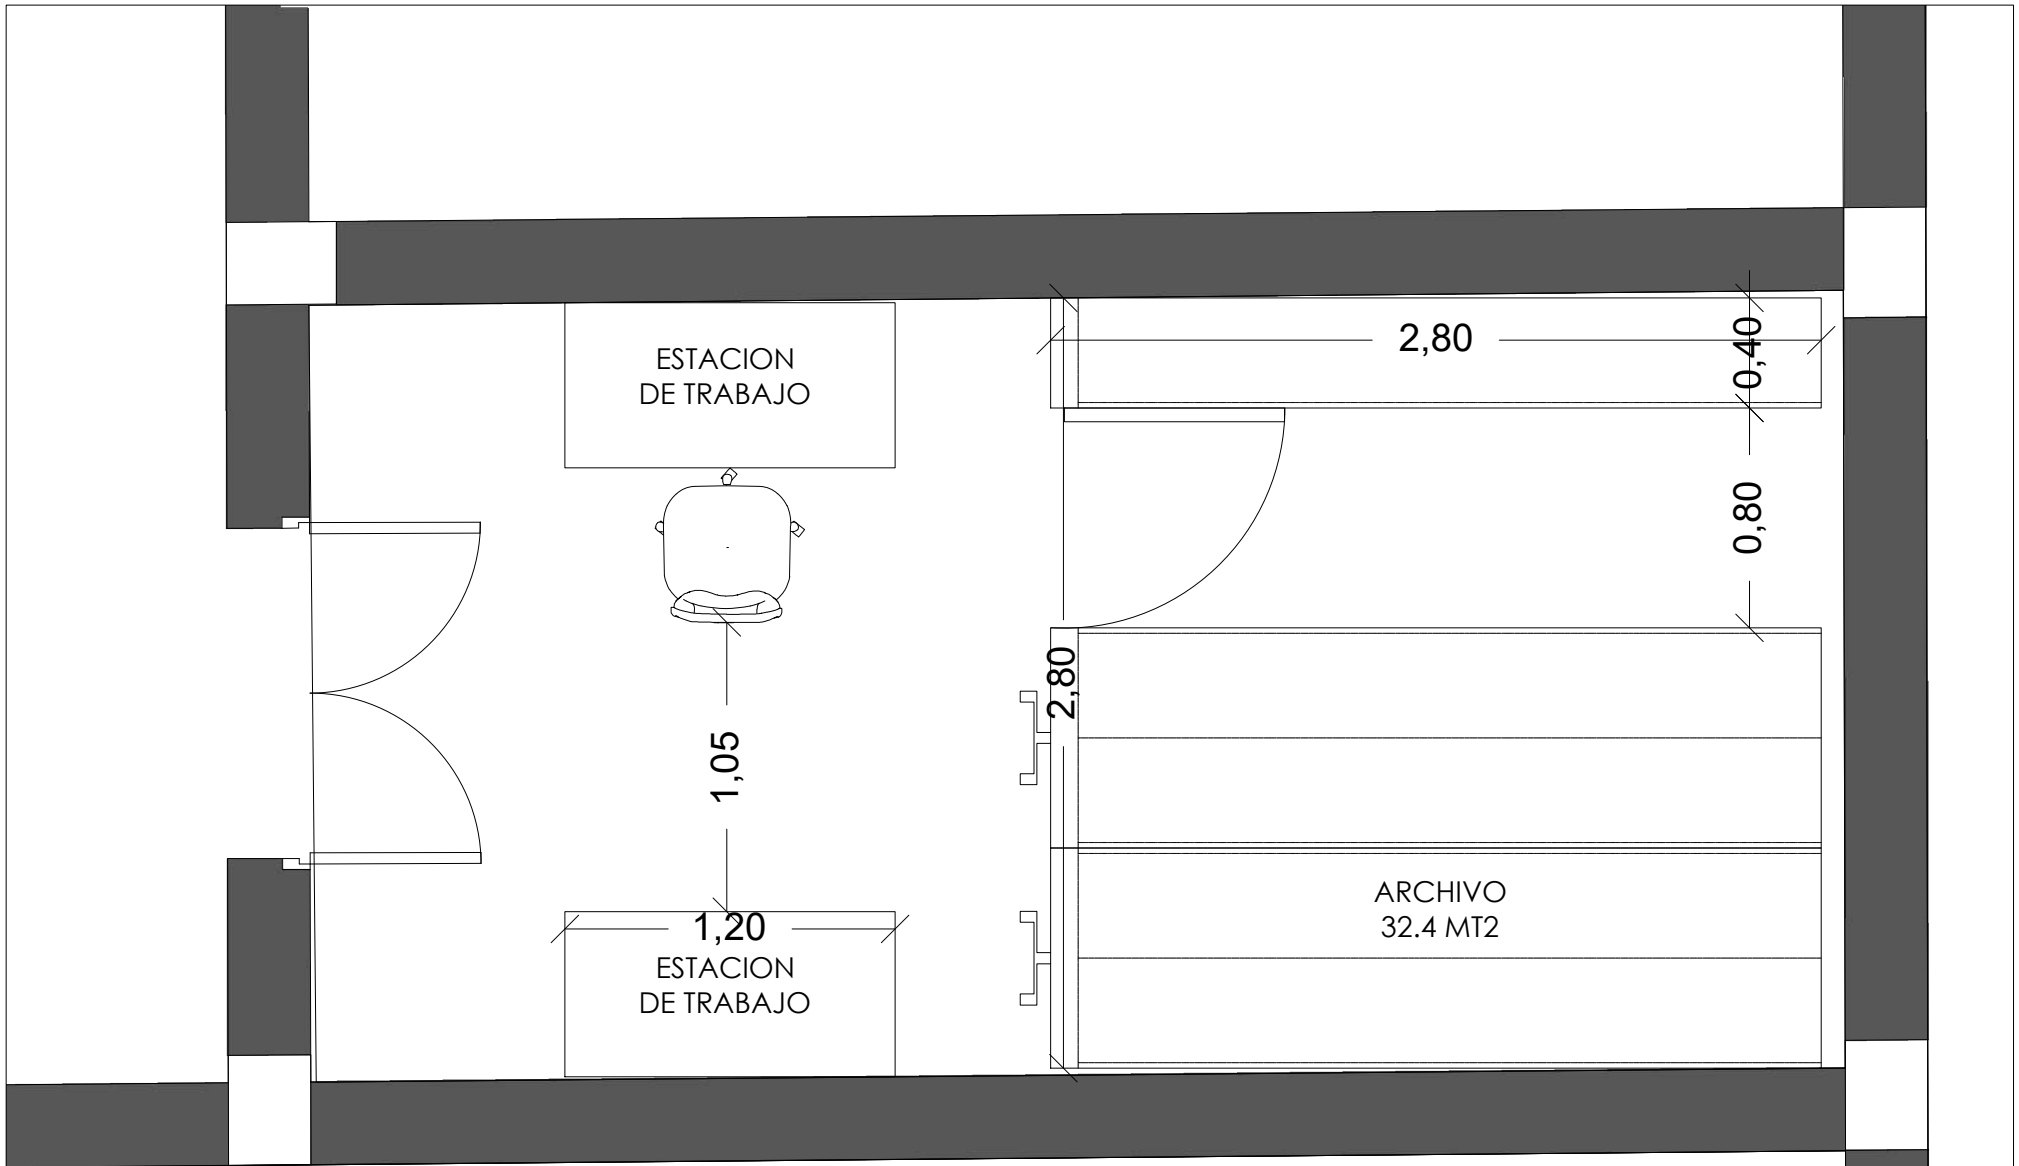 ESTACION
DE TRABAJO
2,80
0,40
0,80
2,80
1,05
ARCHIVO
32.4 MT2
1,20
ESTACION
DE TRABAJO